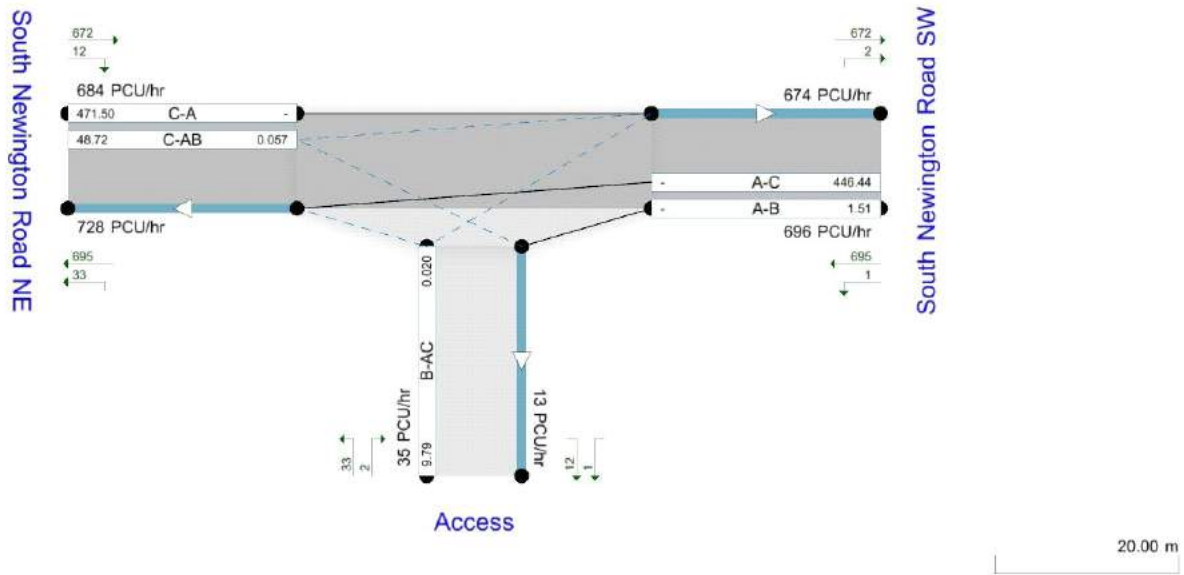 South Newington Road NE
South Newington Road SW
672
12
672
2
684 PCU/hr
674 PCU/hr
471.50 C-A -
48.72 C-AB 0.057
- A-C 446.44
- A-B 1.51
728 PCU/hr
696 PCU/hr
695
33
695
1
0.020
B-AC
9.79
35 PCU/hr
13 PCU/hr
33
2
12
1
Access
20.00 m